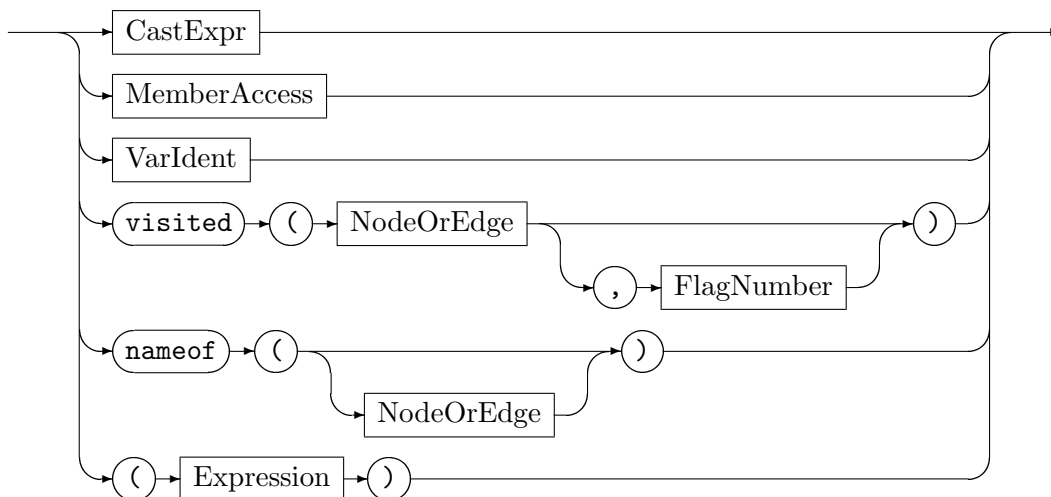 CastExpr
MemberAccess
VarIdent
visited ( NodeOrEdge )
, FlagNumber
nameof ( )
NodeOrEdge
( Expression )